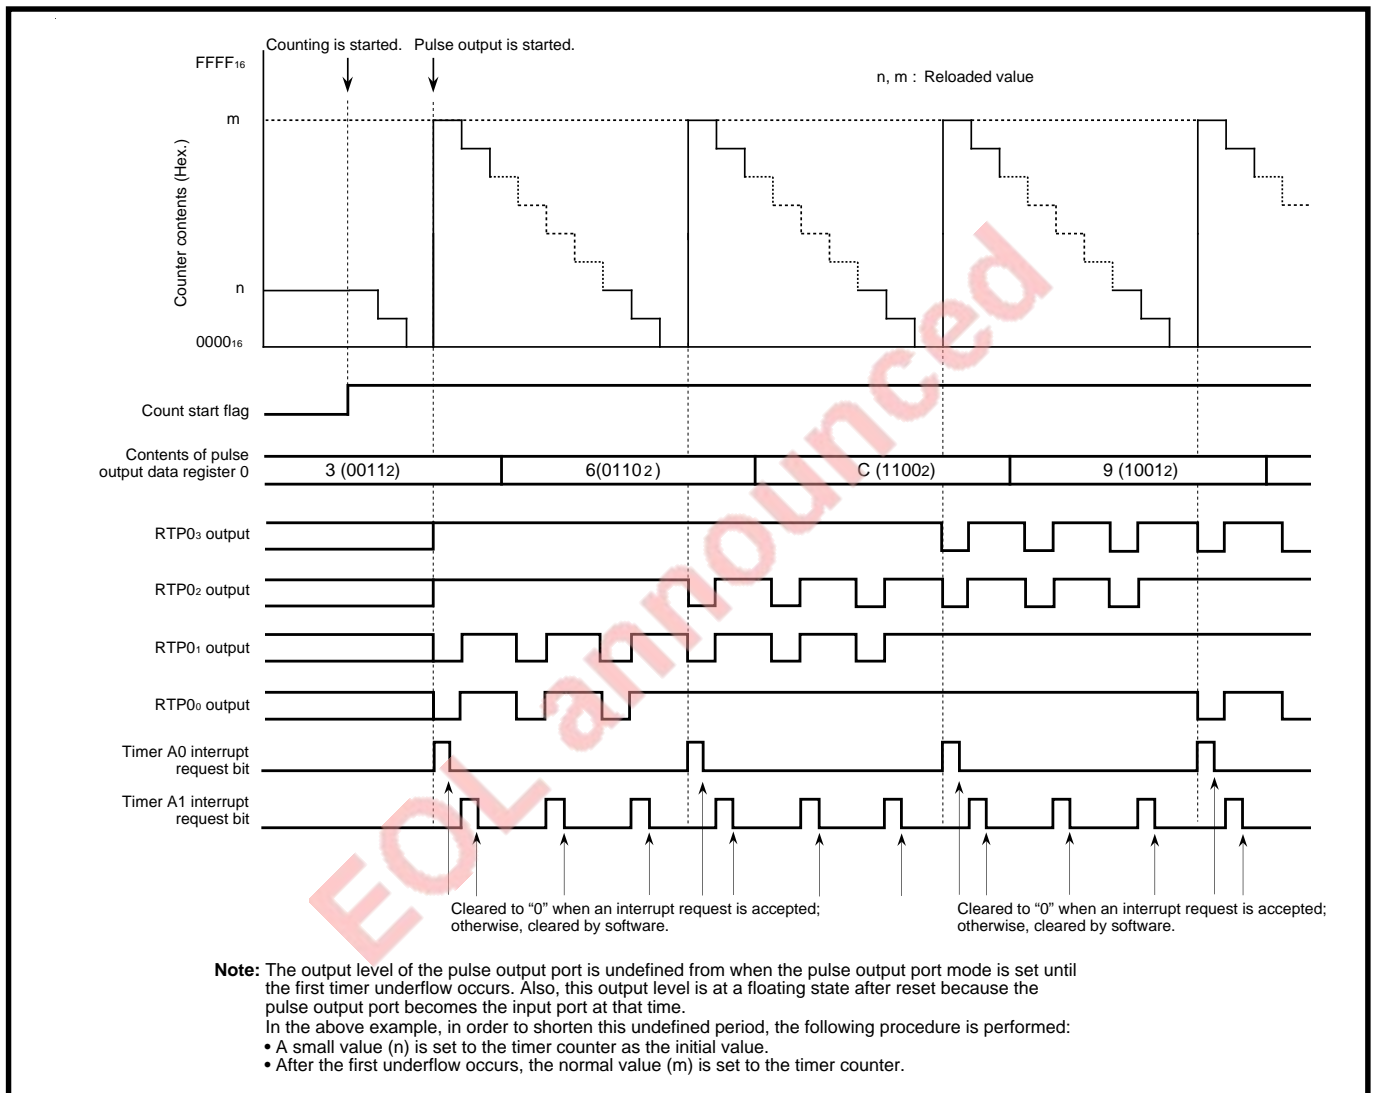 Counting is started. Pulse output is started.
FFFF16
n, m : Reloaded value
m
Counter contents (Hex.)
n
000016
Count start flag
Contents of pulse
output data register 0
3 (00112) 6(01102) C (11002) 9 (10012)
RTP03 output
RTP02 output
RTP01 output
RTP00 output
Timer A0 interrupt
request bit
Timer A1 interrupt
request bit
Cleared to “0” when an interrupt request is accepted;
otherwise, cleared by software.
Cleared to “0” when an interrupt request is accepted;
otherwise, cleared by software.
EOL announced
Note: The output level of the pulse output port is undefined from when the pulse output port mode is set until
the first timer underflow occurs. Also, this output level is at a floating state after reset because the
pulse output port becomes the input port at that time.
In the above example, in order to shorten this undefined period, the following procedure is performed:
• A small value (n) is set to the timer counter as the initial value.
• After the first underflow occurs, the normal value (m) is set to the timer counter.